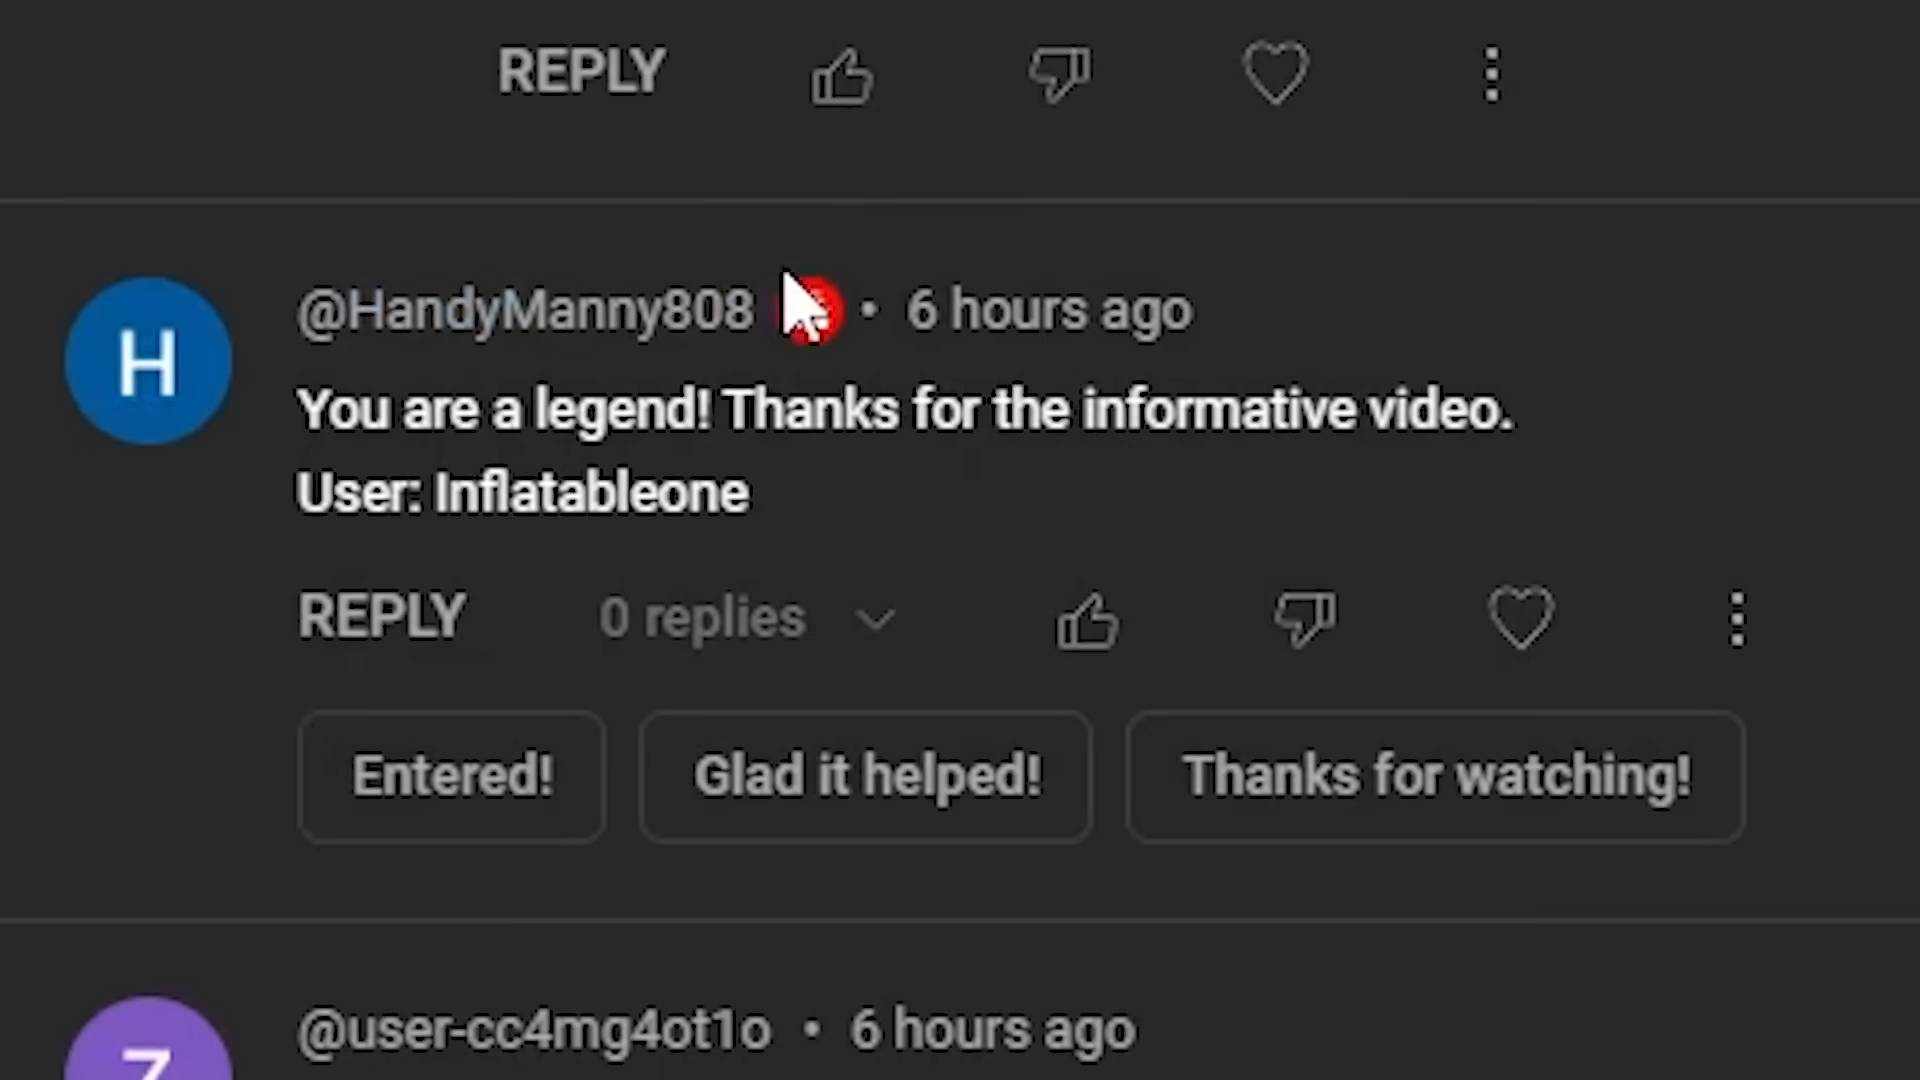 REPLY
H
@HandyManny808 • 6 hours ago
You are a legend! Thanks for the informative video.
User: Inflatableone
REPLY 0 replies
Entered! Glad it helped! Thanks for watching!
@user-cc4mg4ot1o • 6 hours ago
Z